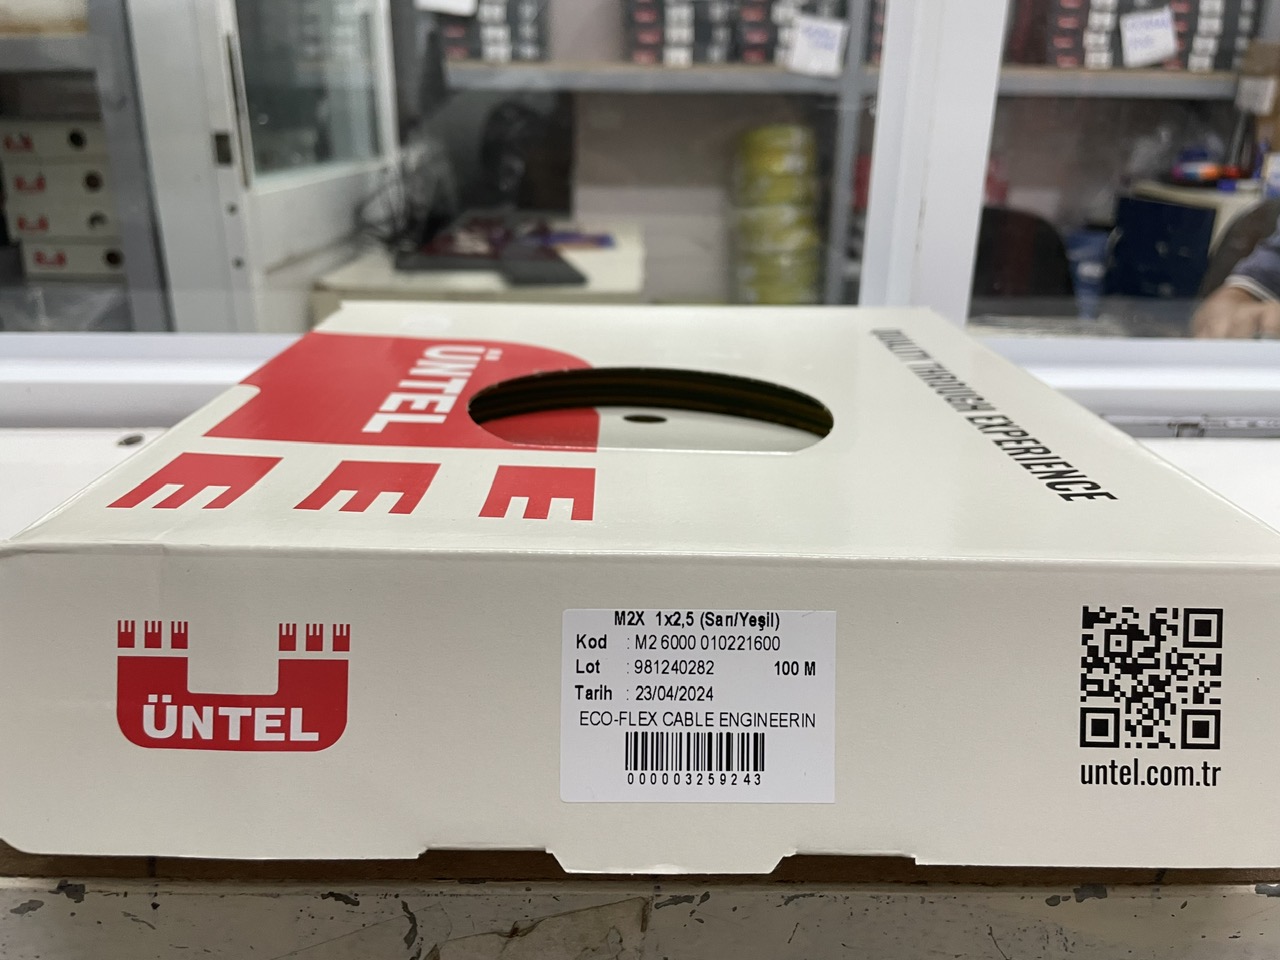 ÜNTEL
QUALITY THROUGH EXPERIENCE
ÜNTEL
M2X 1x2,5 (Sarı/Yeşil)
Kod : M2 6000 010221600
Lot : 981240282 100 M
Tarih : 23/04/2024
ECO-FLEX CABLE ENGINEERIN
000003259243
untel.com.tr